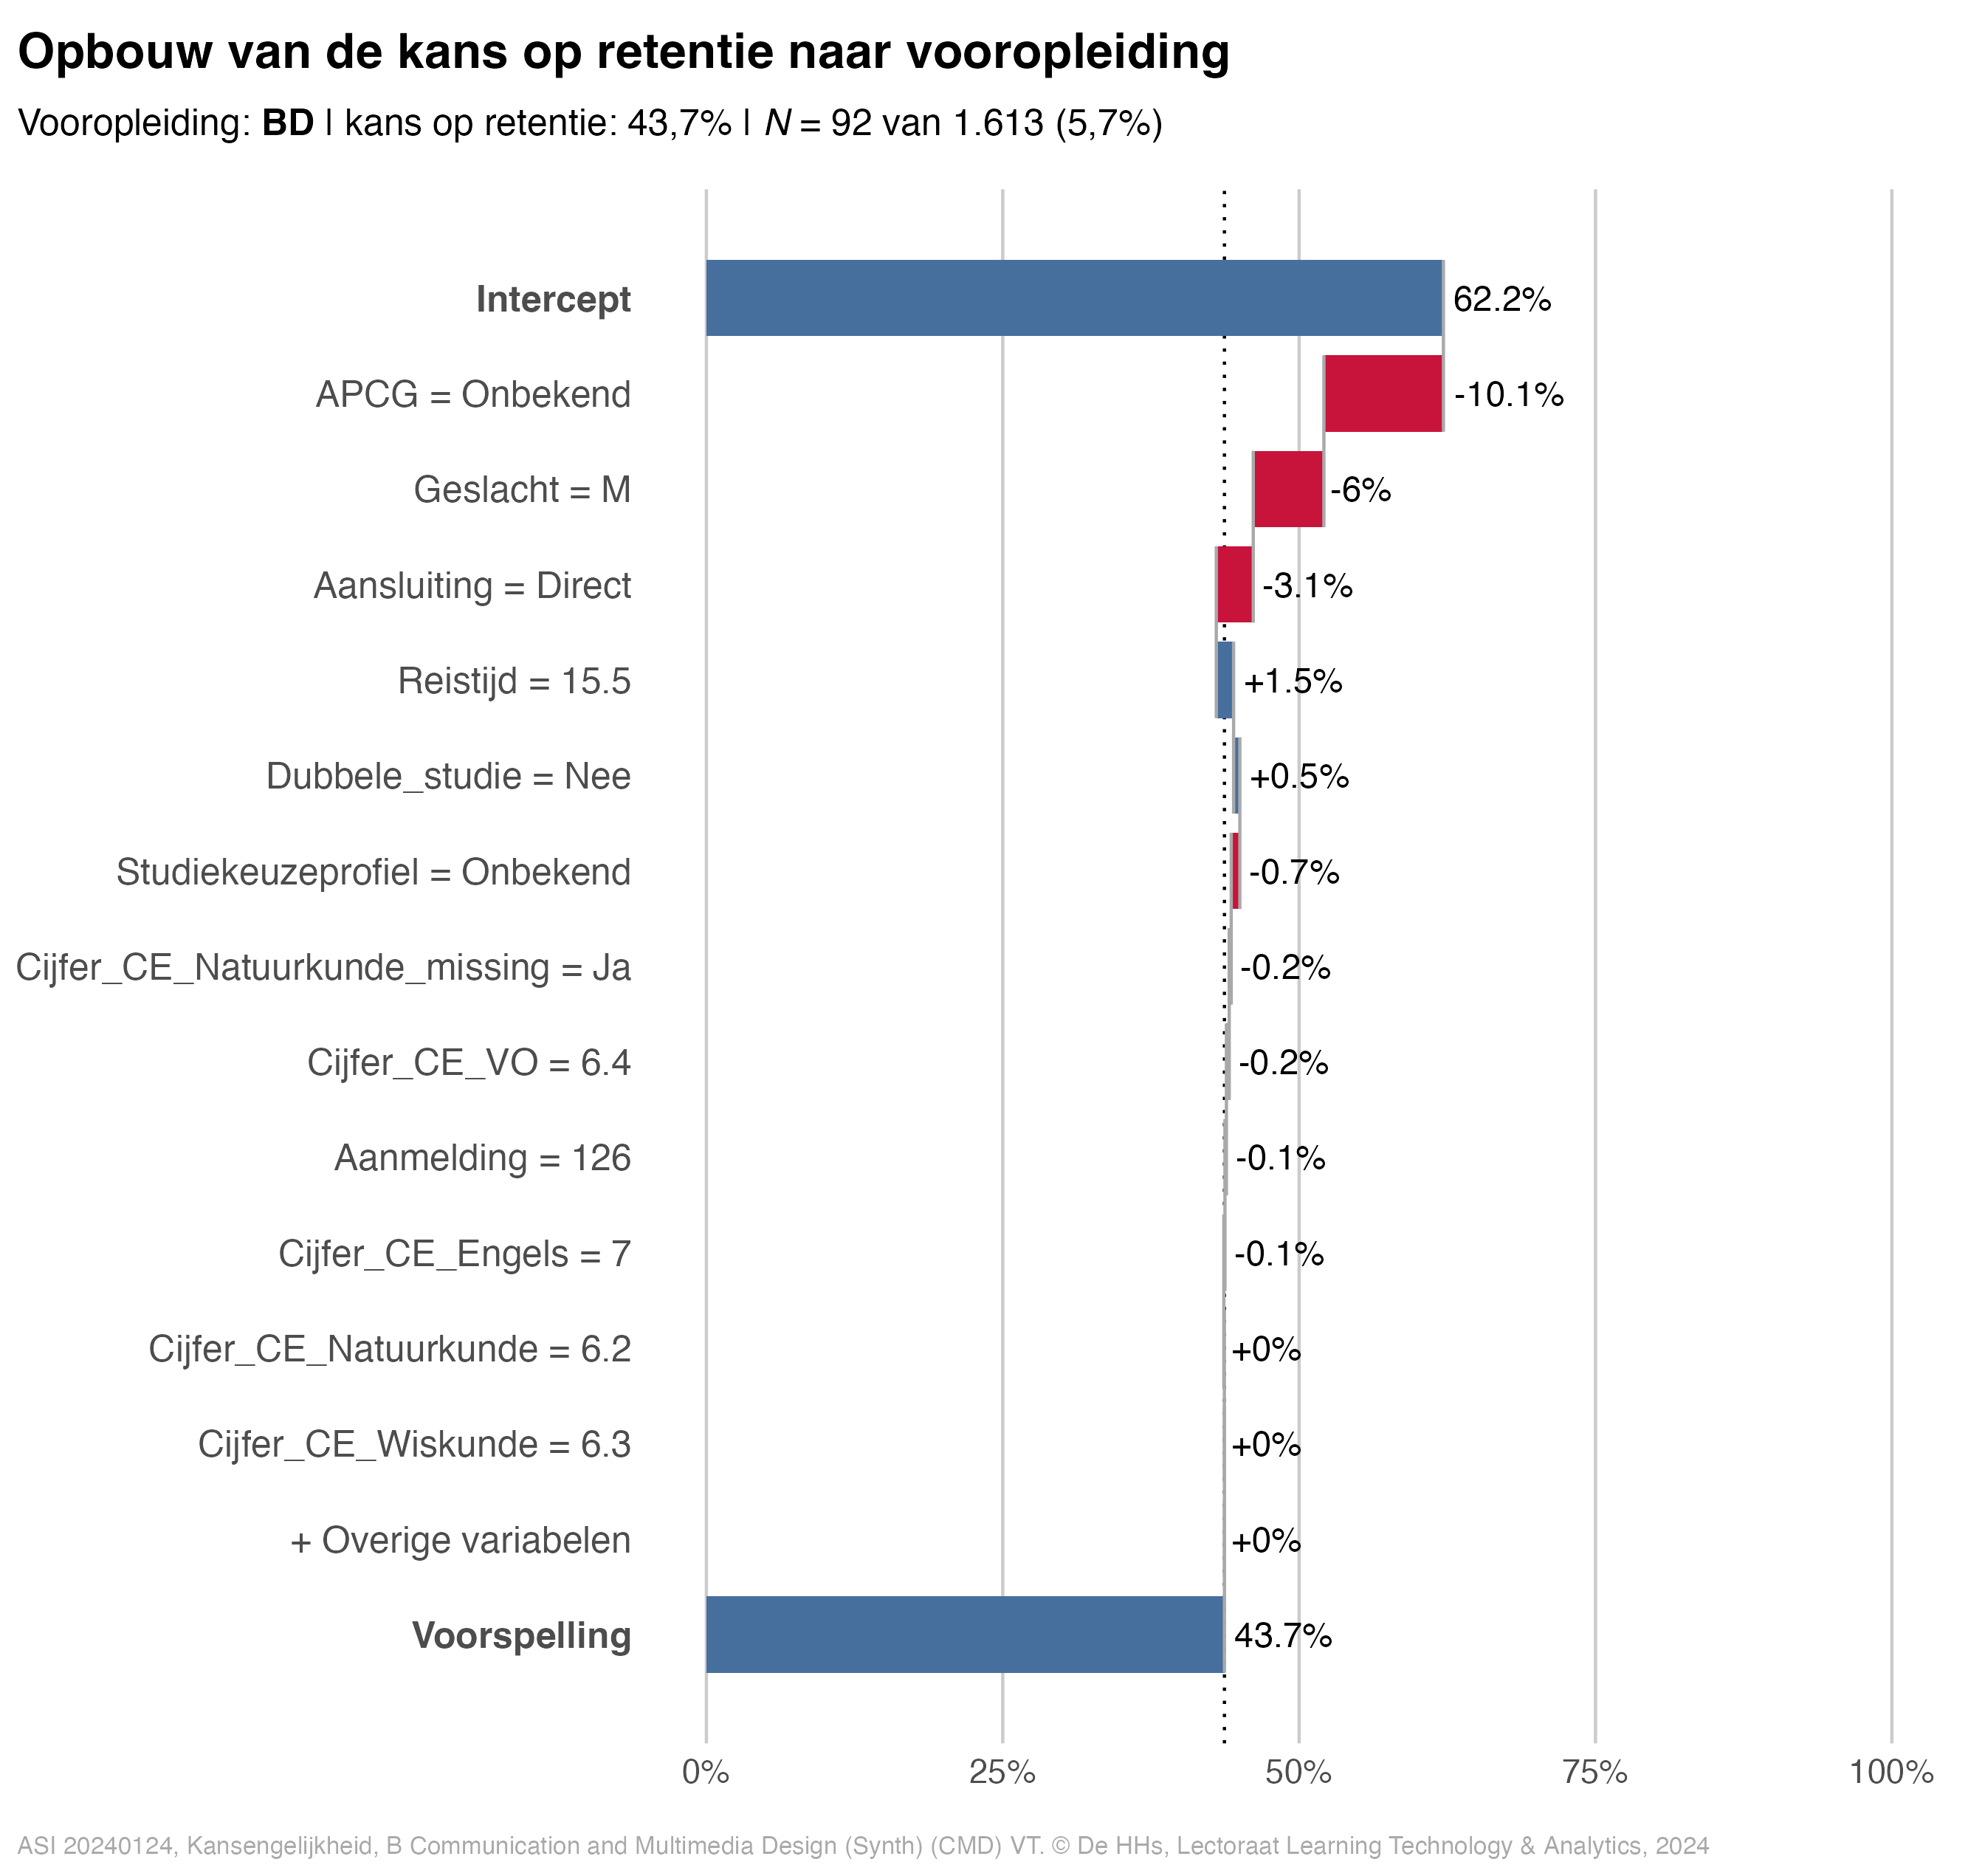 Opbouw van de kans op retentie naar vooropleiding
Vooropleiding: BD | kans op retentie: 43,7% | N = 92 van 1.613 (5,7%)
Intercept 62.2%
APCG = Onbekend -10.1%
Geslacht = M -6%
Aansluiting = Direct -3.1%
Reistijd = 15.5 +1.5%
Dubbele_studie = Nee +0.5%
Studiekeuzeprofiel = Onbekend -0.7%
Cijfer_CE_Natuurkunde_missing = Ja -0.2%
Cijfer_CE_VO = 6.4 -0.2%
Aanmelding = 126 -0.1%
Cijfer_CE_Engels = 7 -0.1%
Cijfer_CE_Natuurkunde = 6.2 +0%
Cijfer_CE_Wiskunde = 6.3 +0%
+ Overige variabelen +0%
Voorspelling 43.7%
0% 25% 50% 75% 100%
ASI 20240124, Kansengelijkheid, B Communication and Multimedia Design (Synth) (CMD) VT. © De HHs, Lectoraat Learning Technology & Analytics, 2024